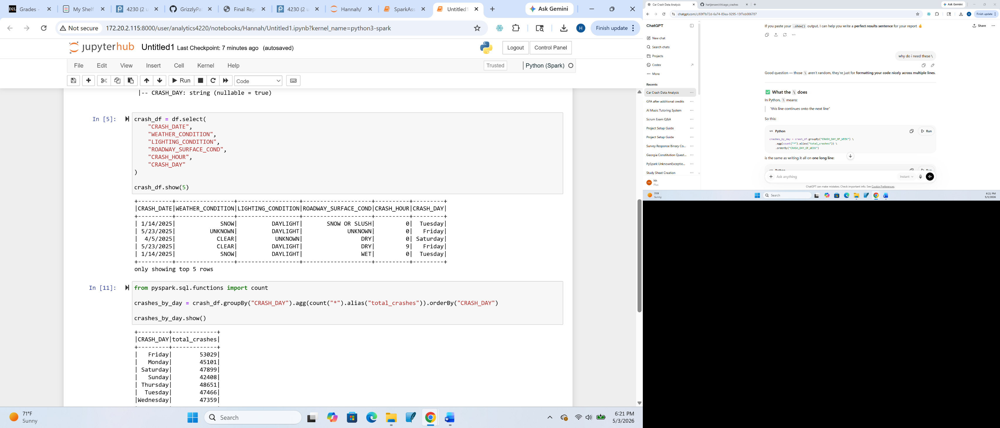 Grades -
My Shelf
4230 (2 u
GrizzlyPa
Final Rep
4230 (2 u
Hannah/
SparkAss
Untitled1
Ask Gemini
Not secure
172.20.2.115:8000/user/analytics4220/notebooks/Hannah/Untitled1.ipynb?kernel_name=python3-spark
H
Finish update
jupyterhub
Untitled1 Last Checkpoint: 7 minutes ago (autosaved)
Logout
Control Panel
File Edit View Insert Cell Kernel Help
Trusted
Python (Spark)
Run
Code
|-- CRASH_DAY: string (nullable = true)
In [5]:
crash_df = df.select(
    "CRASH_DATE",
    "WEATHER_CONDITION",
    "LIGHTING_CONDITION",
    "ROADWAY_SURFACE_COND",
    "CRASH_HOUR",
    "CRASH_DAY"
)
crash_df.show(5)
+----------+-----------------+------------------+--------------------+----------+---------+
|CRASH_DATE|WEATHER_CONDITION|LIGHTING_CONDITION|ROADWAY_SURFACE_COND|CRASH_HOUR|CRASH_DAY|
+----------+-----------------+------------------+--------------------+----------+---------+
| 1/14/2025|             SNOW|          DAYLIGHT|       SNOW OR SLUSH|         0|  Tuesday|
| 5/23/2025|          UNKNOWN|          DAYLIGHT|             UNKNOWN|         0|   Friday|
|  4/5/2025|            CLEAR|           UNKNOWN|                 DRY|         0| Saturday|
| 5/23/2025|            CLEAR|          DAYLIGHT|                 DRY|         9|   Friday|
| 1/14/2025|             SNOW|          DAYLIGHT|                 WET|         0|  Tuesday|
+----------+-----------------+------------------+--------------------+----------+---------+
only showing top 5 rows
In [11]:
from pyspark.sql.functions import count
crashes_by_day = crash_df.groupBy("CRASH_DAY").agg(count("*").alias("total_crashes")).orderBy("CRASH_DAY")
crashes_by_day.show()
+---------+-------------+
|CRASH_DAY|total_crashes|
+---------+-------------+
|   Friday|        53029|
|   Monday|        45101|
| Saturday|        47899|
|   Sunday|        42408|
| Thursday|        48651|
|  Tuesday|        47466|
|Wednesday|        47359|
71°F
Sunny
Search
6:21 PM
5/3/2026
Car Crash Data Analysis
hartjensen/chicago_crashes
Ask Gemini
chatgpt.com/c/69f7b72d-6a74-83ea-9295-13f7eb006787
H
Finish update
ChatGPT
New chat
Search chats
Projects
Codex
More
Recents
Car Crash Data Analysis
GPA after additional credits
AI Music Tutoring System
Scrum Exam Q&A
Project Setup Guide
Project Setup Guide
Survey Response Binary Co...
Georgia Constitution Quest...
PySpark UnknownExceptio...
Study Sheet Creation
hh
Plus
If you paste your .show() output, I can help you write a perfect results sentence for your report 👍
Share
why do i need these \
Good question — those \ aren't random, they're just for formatting your code nicely across multiple lines.
✅ What the \ does
In Python, \ means:
"this line continues onto the next line"
So this:
Python
Run
crashes_by_day = crash_df.groupBy("CRASH_DAY_OF_WEEK") \
    .agg(count("*").alias("total_crashes")) \
    .orderBy("CRASH_DAY_OF_WEEK")
is the same as writing it all on one long line:
Python
Run
Ask anything
Instant
ChatGPT can make mistakes. Check important info. See Cookie Preferences.
71°F
Sunny
Search
6:21 PM
5/3/2026